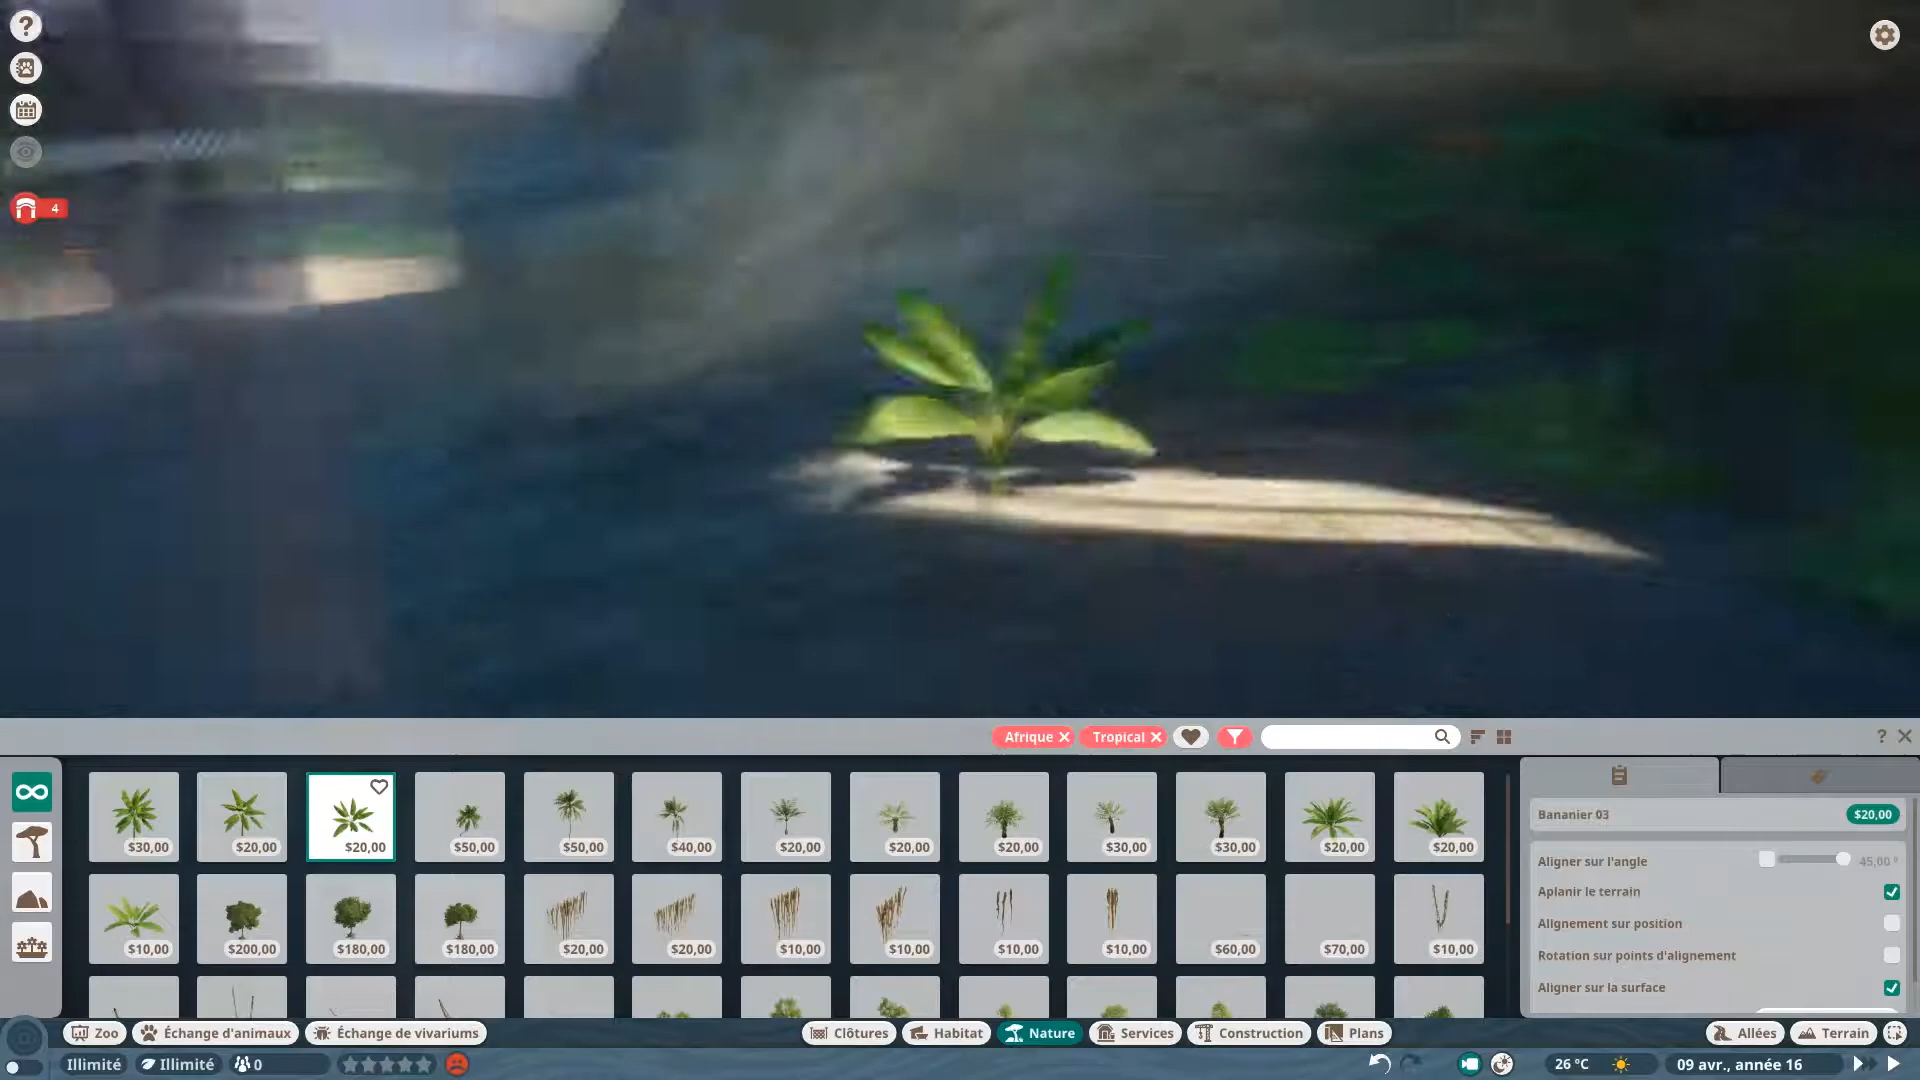 ?
4
Afrique ×
Tropical ×
?
$30,00
$20,00
$20,00
$50,00
$50,00
$40,00
$20,00
$20,00
$20,00
$30,00
$30,00
$20,00
$20,00
$10,00
$200,00
$180,00
$180,00
$20,00
$20,00
$10,00
$10,00
$10,00
$10,00
$60,00
$70,00
$10,00
Bananier 03 $20,00
Aligner sur l'angle 45,00 °
Aplanir le terrain
Alignement sur position
Rotation sur points d'alignement
Aligner sur la surface
Zoo Échange d'animaux Échange de vivariums Clôtures Habitat Nature Services Construction Plans Allées Terrain
Illimité Illimité 0 26 °C 09 avr., année 16